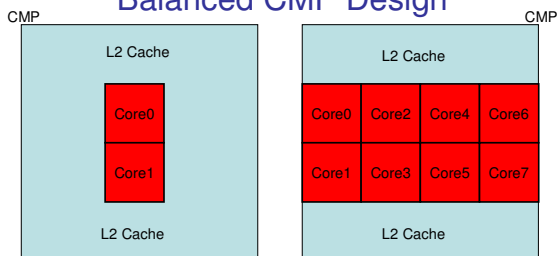 Balanced CMP Design
CMP
CMP
L2 Cache
Core0
Core1
L2 Cache
L2 Cache
Core0 Core2 Core4 Core6
Core1 Core3 Core5 Core7
L2 Cache